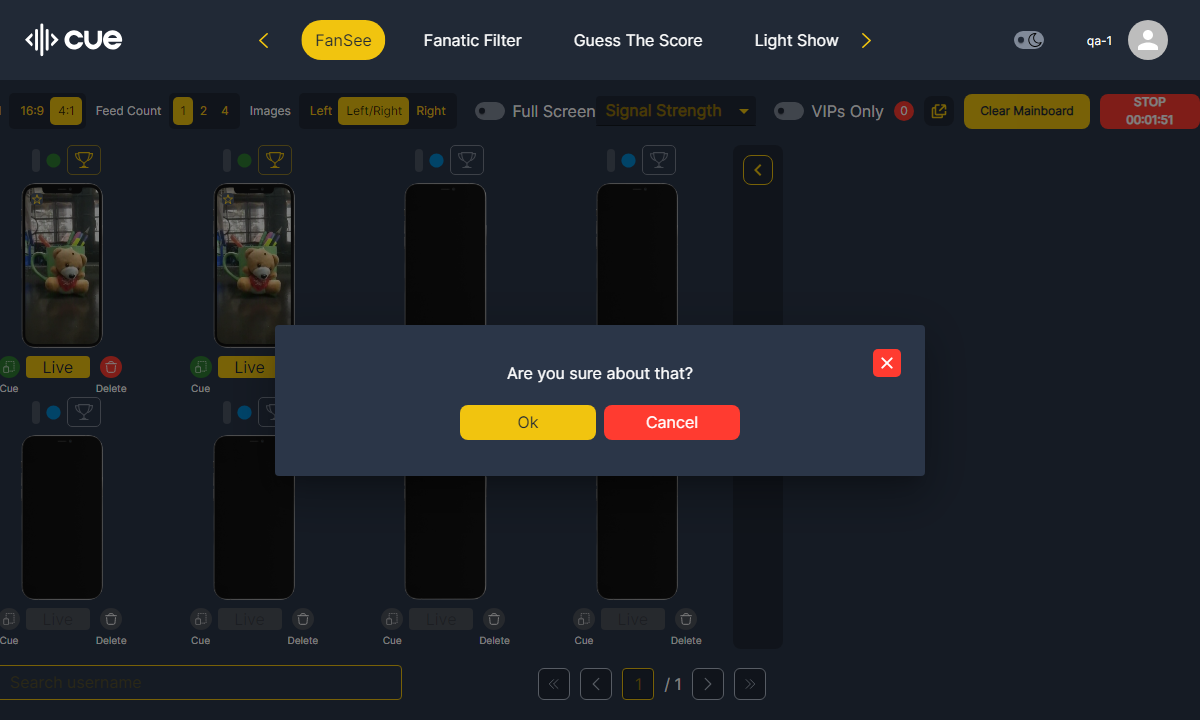 cue
FanSee
Fanatic Filter
Guess The Score
Light Show
qa-1
16:9
4:1
Feed Count
1
2
4
Images
Left
Left/Right
Right
Full Screen
Signal Strength
VIPs Only
0
Clear Mainboard
STOP
00:01:51
Live
Cue
Delete
Live
Cue
Are you sure about that?
Ok
Cancel
Live
Cue
Delete
Live
Cue
Delete
Live
Cue
Delete
Live
Cue
Delete
Search username
1
/ 1